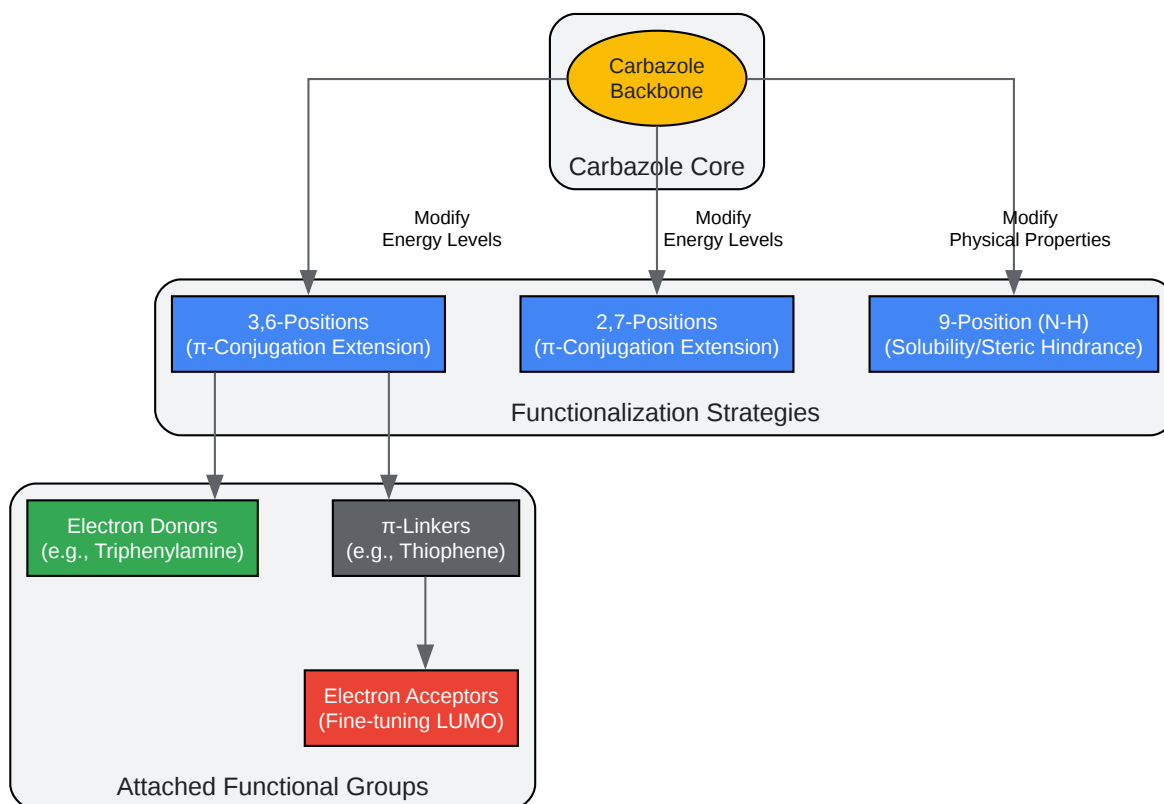 Carbazole
Backbone
Carbazole Core
Modify
Energy Levels
Modify
Energy Levels
Modify
Physical Properties
3,6-Positions
(π-Conjugation Extension)
2,7-Positions
(π-Conjugation Extension)
9-Position (N-H)
(Solubility/Steric Hindrance)
Functionalization Strategies
Electron Donors
(e.g., Triphenylamine)
π-Linkers
(e.g., Thiophene)
Electron Acceptors
(Fine-tuning LUMO)
Attached Functional Groups